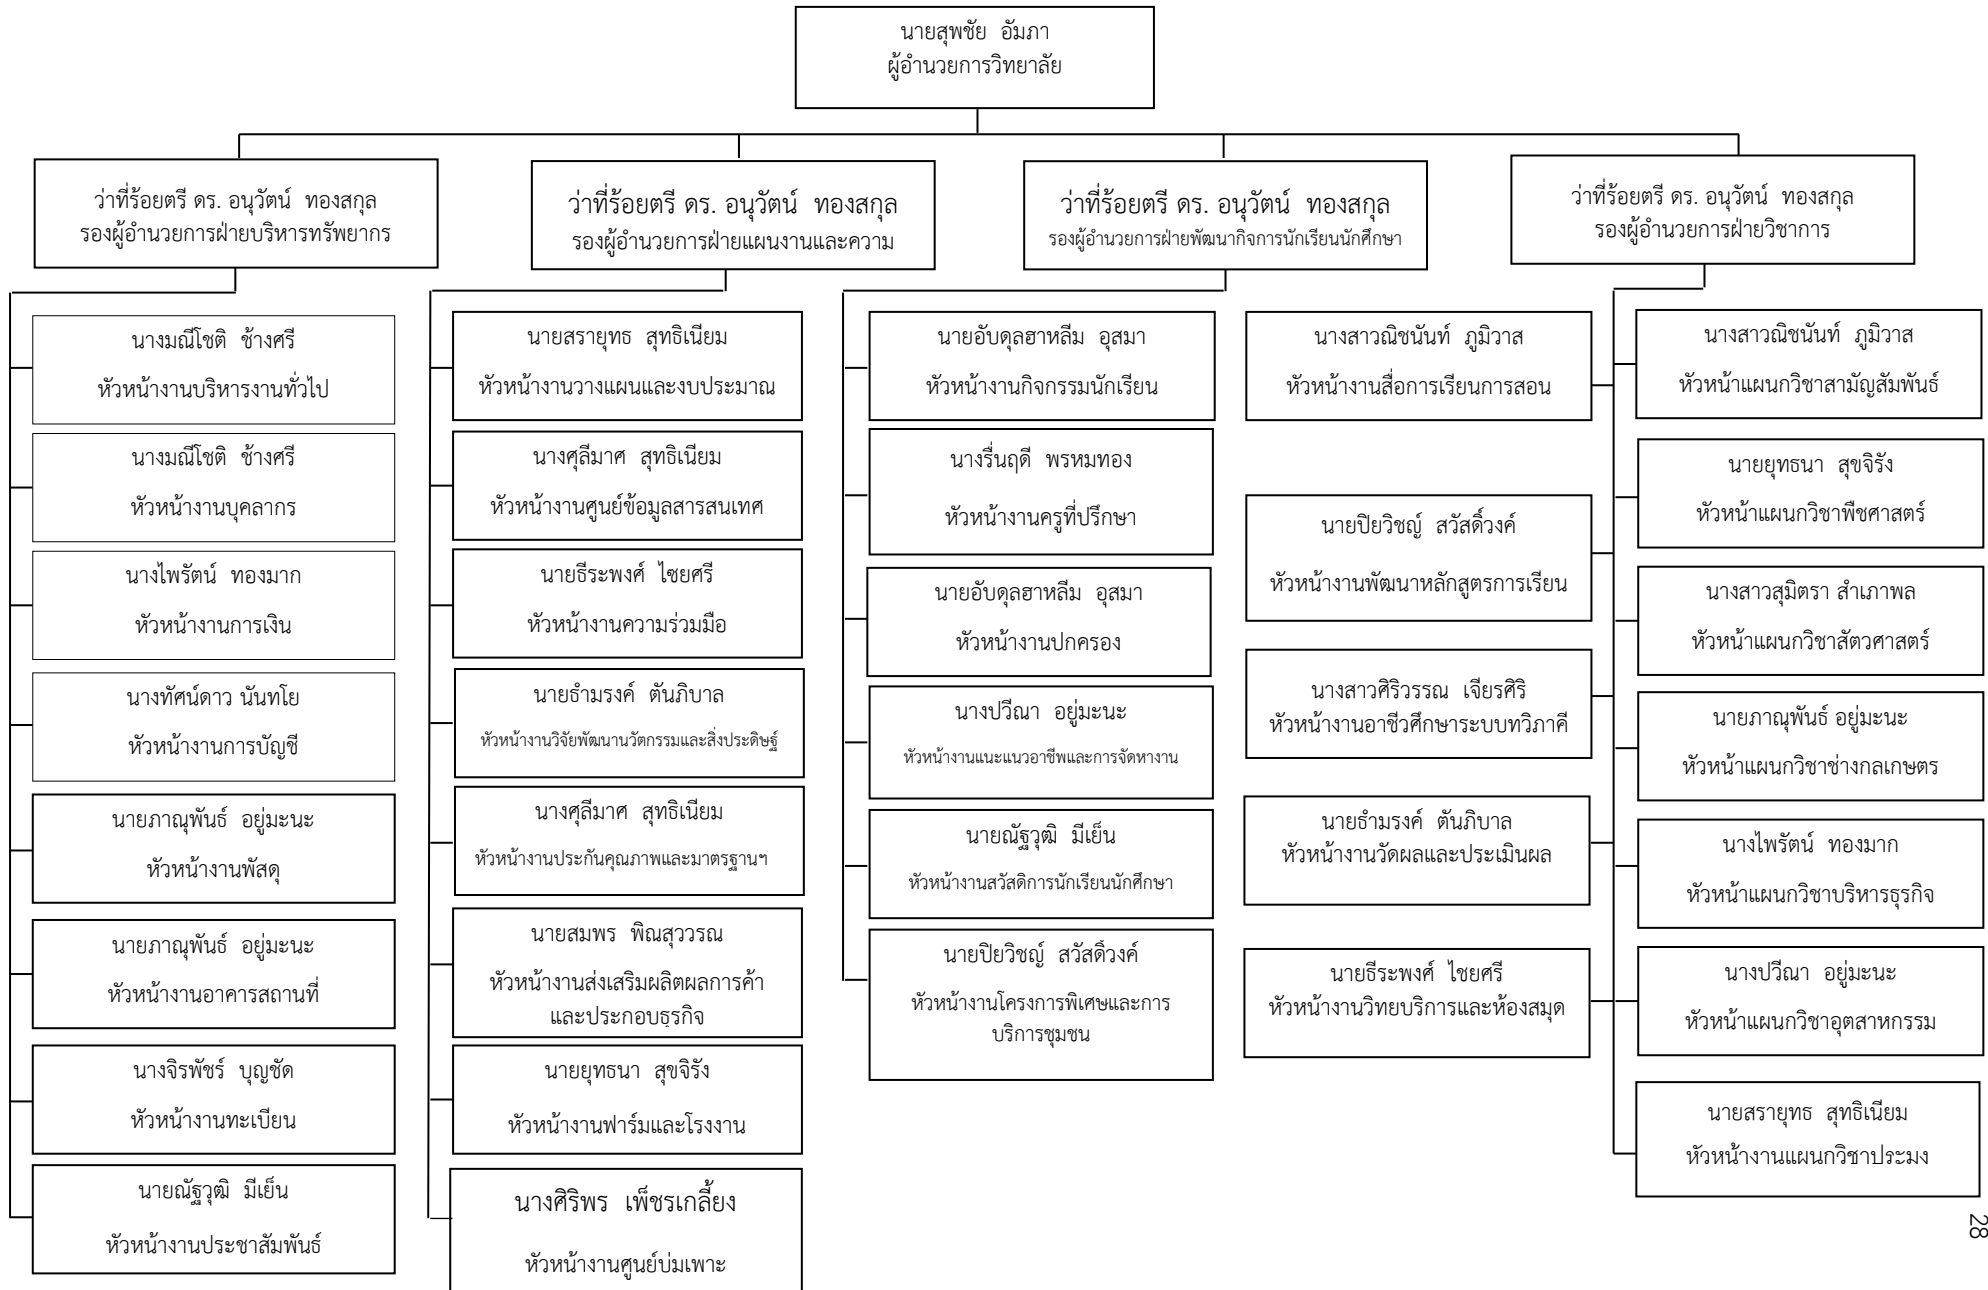 นายสุพชัย อัมภา
ผู้อำนวยการวิทยาลัย
ว่าที่ร้อยตรี ดร. อนุวัตน์ ทองสกุล
รองผู้อำนวยการฝ่ายบริหารทรัพยากร
ว่าที่ร้อยตรี ดร. อนุวัตน์ ทองสกุล
รองผู้อำนวยการฝ่ายแผนงานและความ
ว่าที่ร้อยตรี ดร. อนุวัตน์ ทองสกุล
รองผู้อำนวยการฝ่ายพัฒนากิจการนักเรียนนักศึกษา
ว่าที่ร้อยตรี ดร. อนุวัตน์ ทองสกุล
รองผู้อำนวยการฝ่ายวิชาการ
นางมณีโชติ ช้างศรี
หัวหน้างานบริหารงานทั่วไป
นางมณีโชติ ช้างศรี
หัวหน้างานบุคลากร
นางไพรัตน์ ทองมาก
หัวหน้างานการเงิน
นางทัศน์ดาว นันทโย
หัวหน้างานการบัญชี
นายภาณุพันธ์ อยู่มะนะ
หัวหน้างานพัสดุ
นายภาณุพันธ์ อยู่มะนะ
หัวหน้างานอาคารสถานที่
นางจิรพัชร์ บุญชัด
หัวหน้างานทะเบียน
นายณัฐวุฒิ มีเย็น
หัวหน้างานประชาสัมพันธ์
นายสรายุทธ สุทธิเนียม
หัวหน้างานวางแผนและงบประมาณ
นางศุลีมาศ สุทธิเนียม
หัวหน้างานศูนย์ข้อมูลสารสนเทศ
นายธีระพงศ์ ไชยศรี
หัวหน้างานความร่วมมือ
นายธำมรงค์ ตันภิบาล
หัวหน้างานวิจัยพัฒนานวัตกรรมและสิ่งประดิษฐ์
นางศุลีมาศ สุทธิเนียม
หัวหน้างานประกันคุณภาพและมาตรฐานฯ
นายสมพร พิณสุวรรณ
หัวหน้างานส่งเสริมผลิตผลการค้า
และประกอบธุรกิจ
นายยุทธนา สุขจิรัง
หัวหน้างานฟาร์มและโรงงาน
นางศิริพร เพ็ชรเกลี้ยง
หัวหน้างานศูนย์บ่มเพาะ
นายอับดุลฮาหลีม อุสมา
หัวหน้างานกิจกรรมนักเรียน
นางรื่นฤดี พรหมทอง
หัวหน้างานครูที่ปรึกษา
นายอับดุลฮาหลีม อุสมา
หัวหน้างานปกครอง
นางปวีณา อยู่มะนะ
หัวหน้างานแนะแนวอาชีพและการจัดหางาน
นายณัฐวุฒิ มีเย็น
หัวหน้างานสวัสดิการนักเรียนนักศึกษา
นายปิยวิชญ์ สวัสดิ์วงค์
หัวหน้างานโครงการพิเศษและการ
บริการชุมชน
นางสาวณิชนันท์ ภูมิวาส
หัวหน้างานสื่อการเรียนการสอน
นายปิยวิชญ์ สวัสดิ์วงค์
หัวหน้างานพัฒนาหลักสูตรการเรียน
นางสาวศิริวรรณ เจียรศิริ
หัวหน้างานอาชีวศึกษาระบบทวิภาคี
นายธำมรงค์ ตันภิบาล
หัวหน้างานวัดผลและประเมินผล
นายธีระพงศ์ ไชยศรี
หัวหน้างานวิทยบริการและห้องสมุด
นางสาวณิชนันท์ ภูมิวาส
หัวหน้าแผนกวิชาสามัญสัมพันธ์
นายยุทธนา สุขจิรัง
หัวหน้าแผนกวิชาพืชศาสตร์
นางสาวสุมิตรา สำเภาพล
หัวหน้าแผนกวิชาสัตวศาสตร์
นายภาณุพันธ์ อยู่มะนะ
หัวหน้าแผนกวิชาช่างกลเกษตร
นางไพรัตน์ ทองมาก
หัวหน้าแผนกวิชาบริหารธุรกิจ
นางปวีณา อยู่มะนะ
หัวหน้าแผนกวิชาอุตสาหกรรม
นายสรายุทธ สุทธิเนียม
หัวหน้างานแผนกวิชาประมง
28